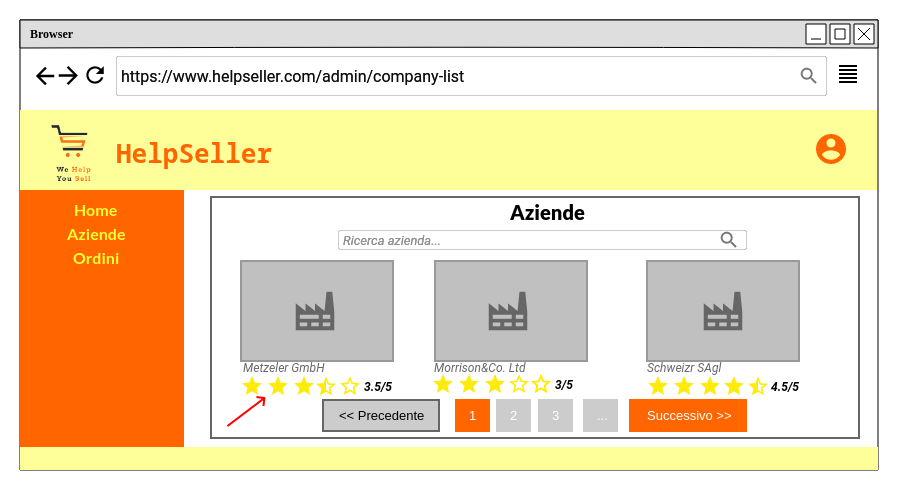 Browser
https://www.helpseller.com/admin/company-list
We Help
You Sell
HelpSeller
Home
Aziende
Ordini
Aziende
Ricerca azienda...
Metzeler GmbH
Morrison&Co. Ltd
Schweizr SAgl
3.5/5
3/5
4.5/5
<< Precedente
1
2
3
...
Successivo >>